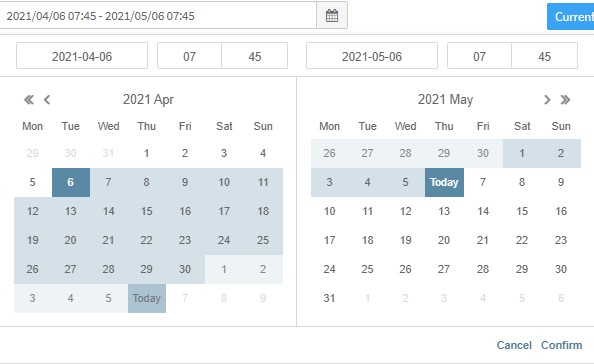 2021/04/06 07:45 - 2021/05/06 07:45
Current
2021-04-06 07 45 2021-05-06 07 45
2021 Apr 2021 May
Mon Tue Wed Thu Fri Sat Sun Mon Tue Wed Thu Fri Sat Sun
29 30 31 1 2 3 4 26 27 28 29 30 1 2
5 6 7 8 9 10 11 3 4 5 Today 7 8 9
12 13 14 15 16 17 18 10 11 12 13 14 15 16
19 20 21 22 23 24 25 17 18 19 20 21 22 23
26 27 28 29 30 1 2 24 25 26 27 28 29 30
3 4 5 Today 7 8 9 31 1 2 3 4 5 6
Cancel Confirm